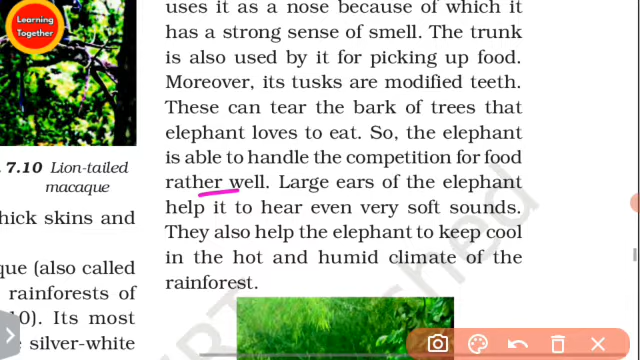 Learning
Together
7.10 Lion-tailed
macaque
hick skins and
que (also called
rainforests of
10). Its most
silver-white
uses it as a nose because of which it
has a strong sense of smell. The trunk
is also used by it for picking up food.
Moreover, its tusks are modified teeth.
These can tear the bark of trees that
elephant loves to eat. So, the elephant
is able to handle the competition for food
rather well. Large ears of the elephant
help it to hear even very soft sounds.
They also help the elephant to keep cool
in the hot and humid climate of the
rainforest.